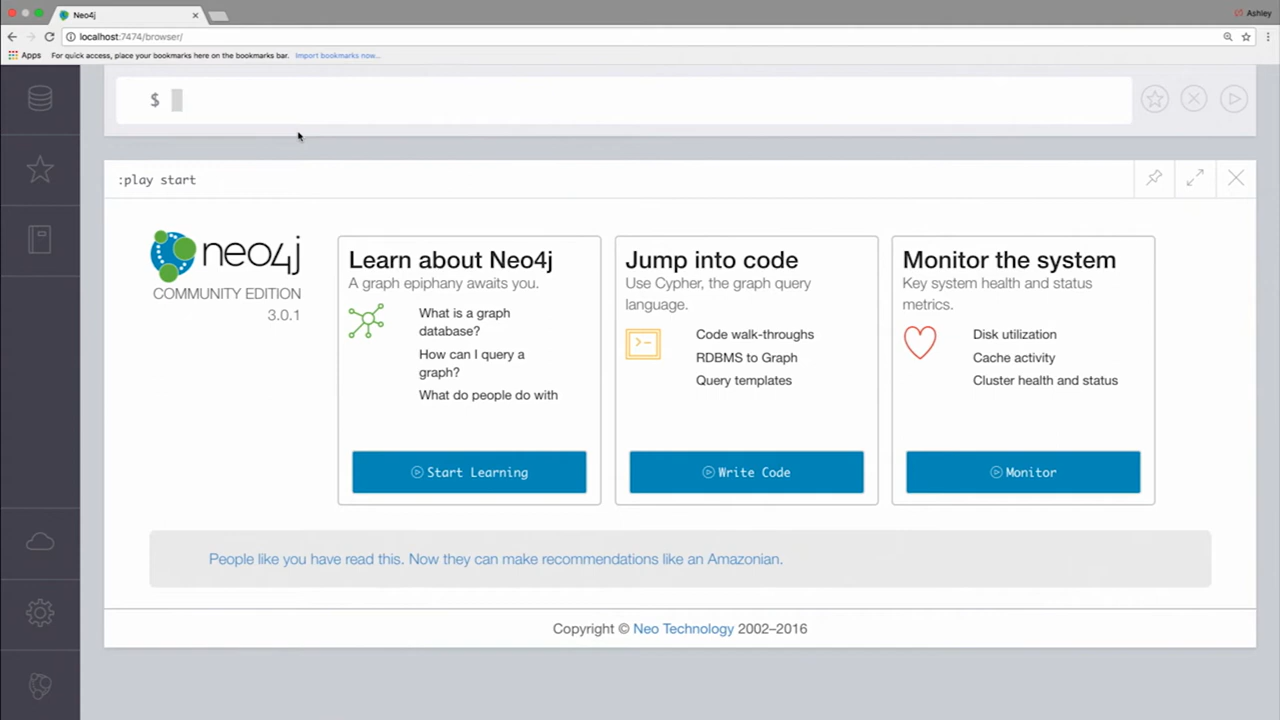 Neo4j
Ashley
localhost:7474/browser/
Apps
For quick access, place your bookmarks here on the bookmarks bar.
Import bookmarks now...
$
:play start
neo4j
COMMUNITY EDITION
3.0.1
Learn about Neo4j
A graph epiphany awaits you.
What is a graph
database?
How can I query a
graph?
What do people do with
Start Learning
Jump into code
Use Cypher, the graph query
language.
Code walk-throughs
RDBMS to Graph
Query templates
Write Code
Monitor the system
Key system health and status
metrics.
Disk utilization
Cache activity
Cluster health and status
Monitor
People like you have read this. Now they can make recommendations like an Amazonian.
Copyright © Neo Technology 2002–2016